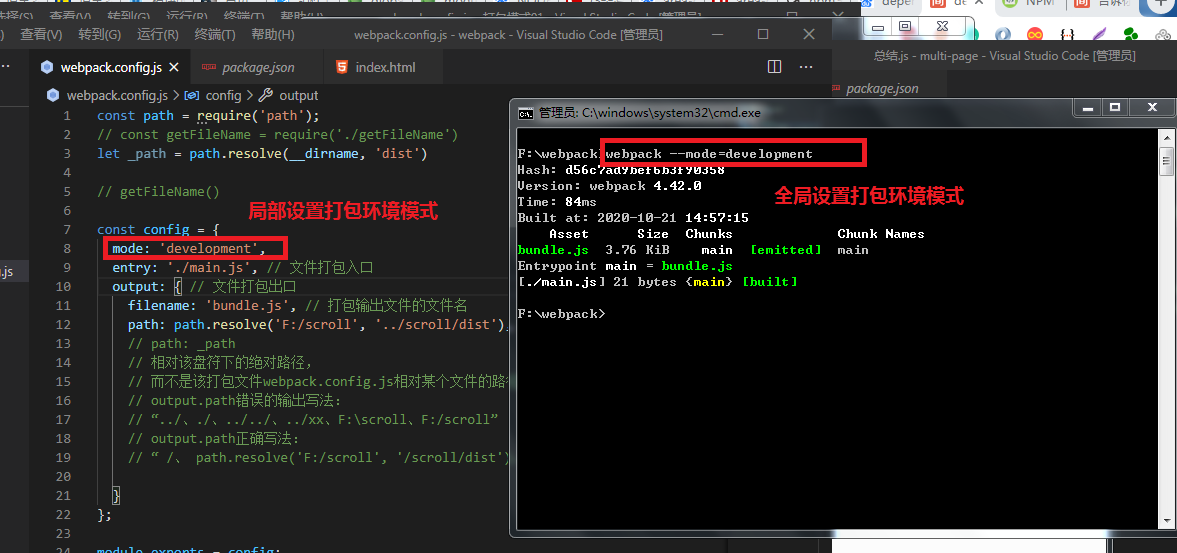 查看(V) 转到(G) 运行(R) 终端(T) 帮助(H)
webpack.config.js - webpack - Visual Studio Code [管理员]
总结.js - multi-page - Visual Studio Code [管理员]
NPM
webpack.config.js
package.json
index.html
package.json
webpack.config.js > config > output
1 const path = require('path');
2 // const getFileName = require('./getFileName')
3 let _path = path.resolve(__dirname, 'dist')
4
5 // getFileName()
6
局部设置打包环境模式
7 const config = {
8 mode: 'development',
9 entry: './main.js', // 文件打包入口
10 output: { // 文件打包出口
11 filename: 'bundle.js', // 打包输出文件的文件名
12 path: path.resolve('F:/scroll', '../scroll/dist'),
13 // path: _path
14 // 相对该盘符下的绝对路径,
15 // 而不是该打包文件webpack.config.js相对某个文件的路
16 // output.path错误的输出写法:
17 // “../、./、../../、../xx、F:\scroll、F:/scroll”
18 // output.path正确写法:
19 // “ /、 path.resolve('F:/scroll', '/scroll/dist')
20
21 }
22 };
23
24 module.exports = config;
.js
管理员: C:\windows\system32\cmd.exe
F:\webpack>webpack --mode=development
Hash: d56c7ad9bef6b3f90358
Version: webpack 4.42.0
Time: 84ms
Built at: 2020-10-21 14:57:15
Asset Size Chunks Chunk Names
bundle.js 3.76 KiB main [emitted] main
Entrypoint main = bundle.js
[./main.js] 21 bytes {main} [built]
F:\webpack>
全局设置打包环境模式